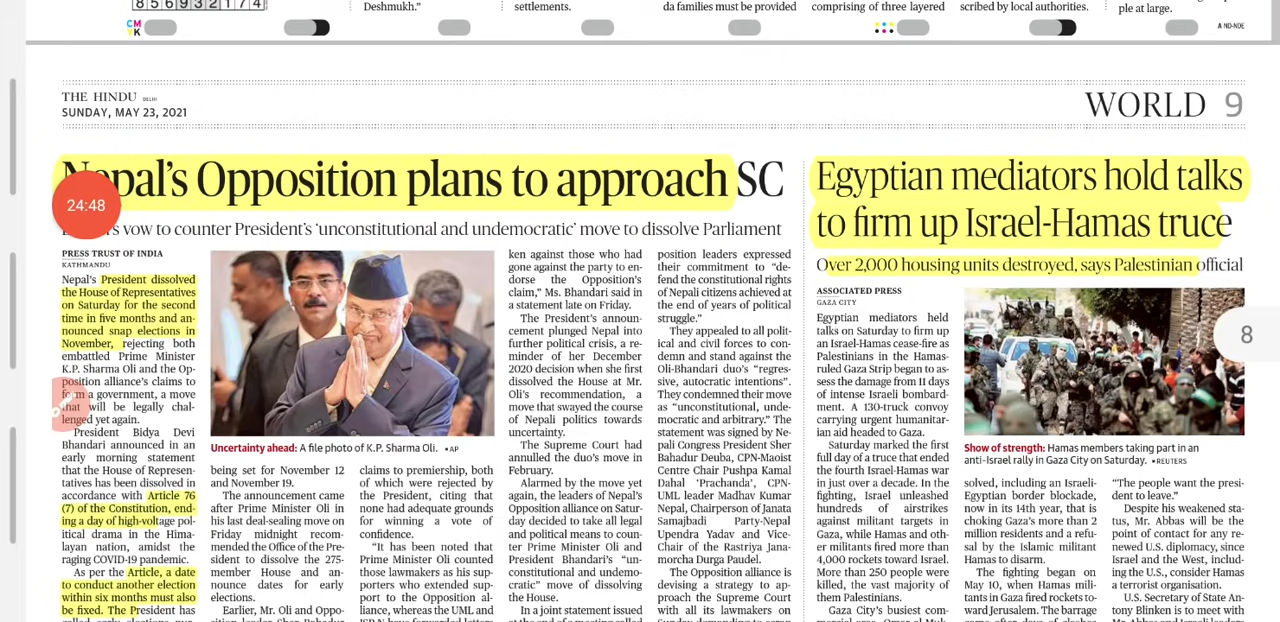 856932174
Deshmukh."
settlements.
da families must be provided
comprising of three layered
scribed by local authorities.
ple at large.
CM
YK
A ND-NDE
THE HINDU DELHI
SUNDAY, MAY 23, 2021
WORLD 9
Nepal's Opposition plans to approach SC
vow to counter President's 'unconstitutional and undemocratic' move to dissolve Parliament
24:48
PRESS TRUST OF INDIA
KATHMANDU
Nepal's President dissolved
the House of Representatives
on Saturday for the second
time in five months and an-
nounced snap elections in
November, rejecting both
embattled Prime Minister
K.P. Sharma Oli and the Op-
position alliance's claims to
form a government, a move
that will be legally chal-
lenged yet again.
President Bidya Devi
Bhandari announced in an
early morning statement
that the House of Represen-
tatives has been dissolved in
accordance with Article 76
(7) of the Constitution, end-
ing a day of high-voltage pol-
itical drama in the Hima-
layan nation, amidst the
raging COVID-19 pandemic.
As per the Article, a date
to conduct another election
within six months must also
be fixed. The President has
Uncertainty ahead: A file photo of K.P. Sharma Oli. • AP
being set for November 12
and November 19.
The announcement came
after Prime Minister Oli in
his last deal-sealing move on
Friday midnight recom-
mended the Office of the Pre-
sident to dissolve the 275-
member House and an-
nounce dates for early
elections.
Earlier, Mr. Oli and Oppo-
claims to premiership, both
of which were rejected by
the President, citing that
none had adequate grounds
for winning a vote of
confidence.
"It has been noted that
Prime Minister Oli counted
those lawmakers as his sup-
porters who extended sup-
port to the Opposition al-
liance, whereas the UML and
ken against those who had
gone against the party to en-
dorse the Opposition's
claim," Ms. Bhandari said in
a statement late on Friday.
The President's announ-
cement plunged Nepal into
further political crisis, a re-
minder of her December
2020 decision when she first
dissolved the House at Mr.
Oli's recommendation, a
move that swayed the course
of Nepali politics towards
uncertainty.
The Supreme Court had
annulled the duo's move in
February.
Alarmed by the move yet
again, the leaders of Nepal's
Opposition alliance on Satur-
day decided to take all legal
and political means to coun-
ter Prime Minister Oli and
President Bhandari's "un-
constitutional and undemo-
cratic" move of dissolving
the House.
In a joint statement issued
position leaders expressed
their commitment to "de-
fend the constitutional rights
of Nepali citizens achieved at
the end of years of political
struggle."
They appealed to all polit-
ical and civil forces to con-
demn and stand against the
Oli-Bhandari duo's "regres-
sive, autocratic intentions".
They condemned their move
as "unconstitutional, unde-
mocratic and arbitrary." The
statement was signed by Ne-
pali Congress President Sher
Bahadur Deuba, CPN-Maoist
Centre Chair Pushpa Kamal
Dahal 'Prachanda', CPN-
UML leader Madhav Kumar
Nepal, Chairperson of Janata
Samajbadi Party-Nepal
Upendra Yadav and Vice-
Chair of the Rastriya Jana-
morcha Durga Paudel.
The Opposition alliance is
devising a strategy to ap-
proach the Supreme Court
with all its lawmakers on
Egyptian mediators hold talks
to firm up Israel-Hamas truce
Over 2,000 housing units destroyed, says Palestinian official
ASSOCIATED PRESS
GAZA CITY
Egyptian mediators held
talks on Saturday to firm up
an Israel-Hamas cease-fire as
Palestinians in the Hamas-
ruled Gaza Strip began to as-
sess the damage from 11 days
of intense Israeli bombard-
ment. A 130-truck convoy
carrying urgent humanitar-
ian aid headed to Gaza.
Saturday marked the first
full day of a truce that ended
the fourth Israel-Hamas war
in just over a decade. In the
fighting, Israel unleashed
hundreds of airstrikes
against militant targets in
Gaza, while Hamas and oth-
er militants fired more than
4,000 rockets toward Israel.
More than 250 people were
killed, the vast majority of
them Palestinians.
Gaza City's busiest com-
8
Show of strength: Hamas members taking part in an
anti-Israel rally in Gaza City on Saturday. • REUTERS
solved, including an Israeli-
Egyptian border blockade,
now in its 14th year, that is
choking Gaza's more than 2
million residents and a refu-
sal by the Islamic militant
Hamas to disarm.
The fighting began on
May 10, when Hamas mili-
tants in Gaza fired rockets to-
ward Jerusalem. The barrage
"The people want the presi-
dent to leave."
Despite his weakened sta-
tus, Mr. Abbas will be the
point of contact for any re-
newed U.S. diplomacy, since
Israel and the West, includ-
ing the U.S., consider Hamas
a terrorist organisation.
U.S. Secretary of State An-
tony Blinken is to meet with